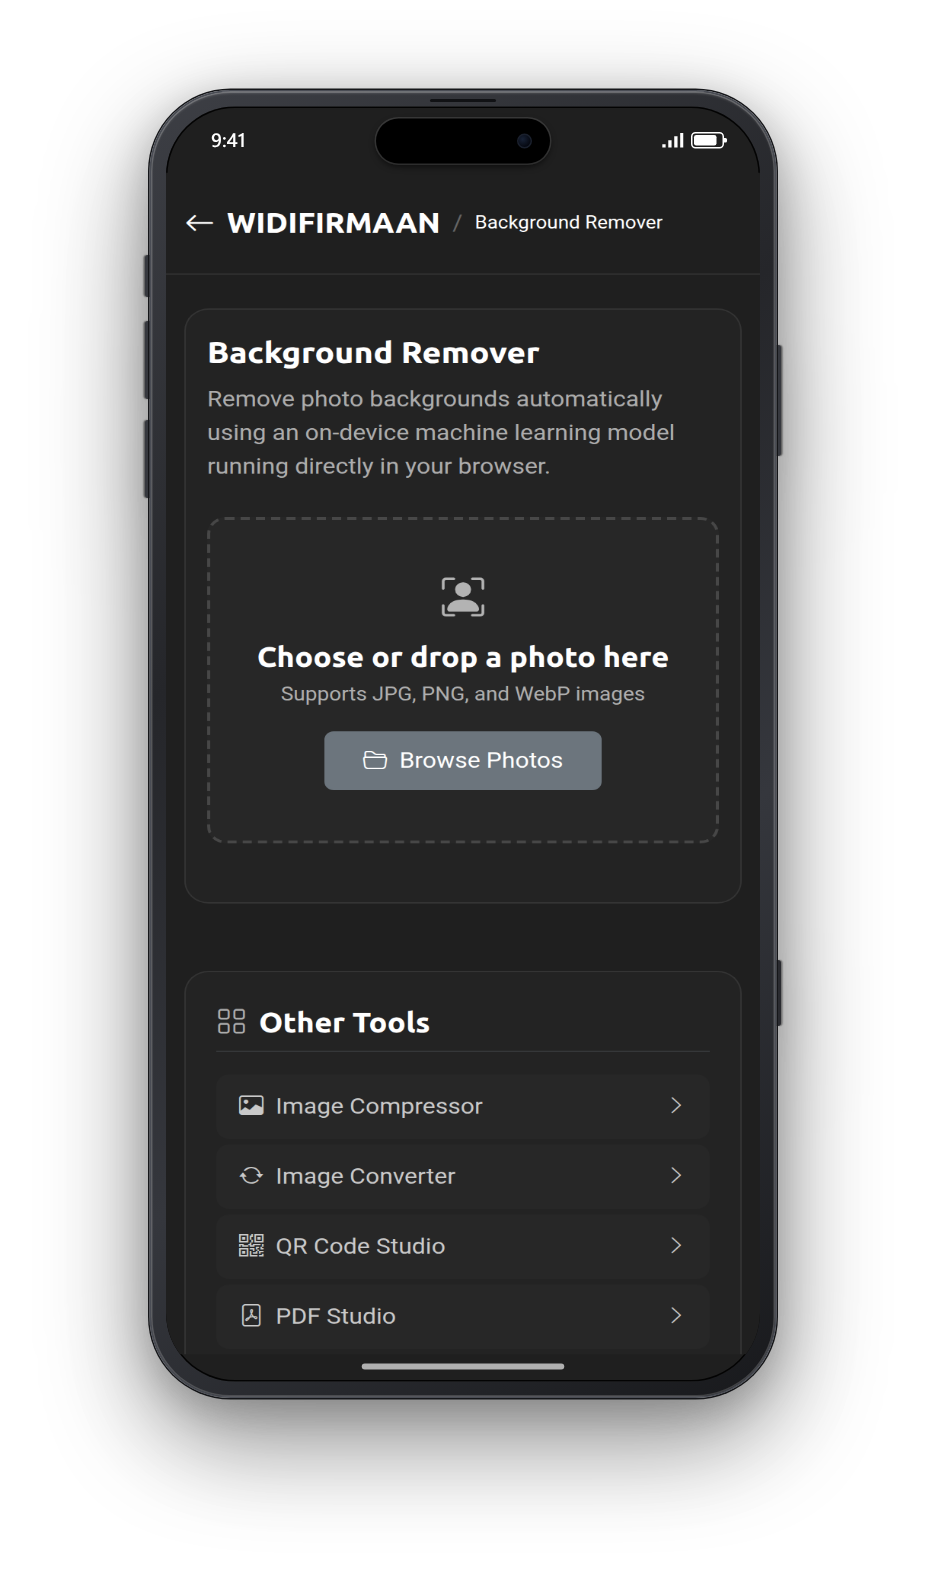 9:41
WIDIFIRMAAN / Background Remover
Background Remover
Remove photo backgrounds automatically
using an on-device machine learning model
running directly in your browser.
Choose or drop a photo here
Supports JPG, PNG, and WebP images
Browse Photos
Other Tools
Image Compressor
Image Converter
QR Code Studio
PDF Studio